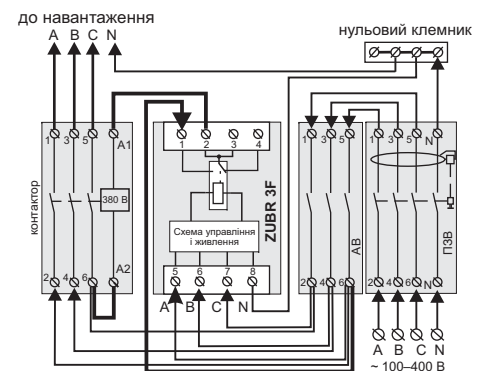 до навантаження
A B C N
нульовий клемник
1 3 5 A1
1 2 3 4
1 3 5
1 3 5 N
контактор
380 В
ZUBR 3F
Схема управління
і живлення
АВ
ПЗВ
2 4 6 A2
5 6 7 8
2 4 6
2 4 6 N
A B C N
A B C N
~ 100–400 В